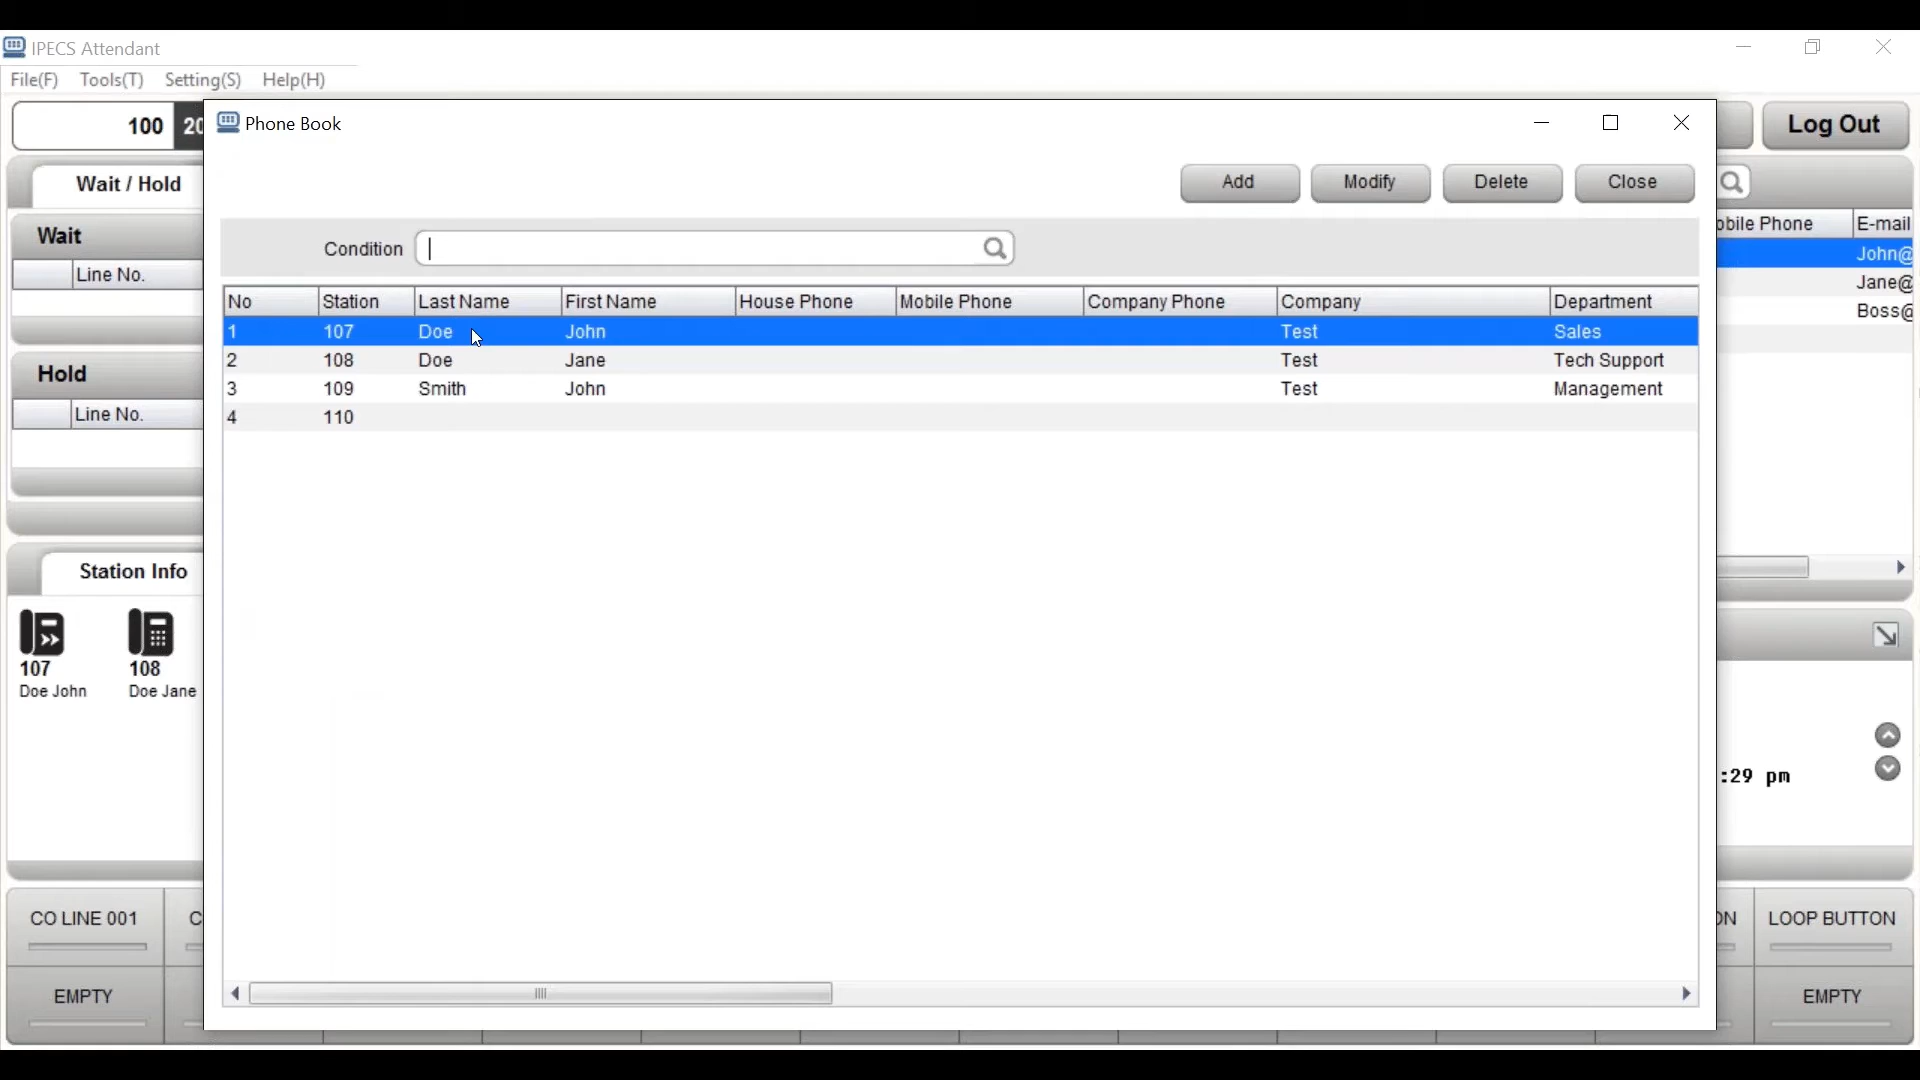 IPECS Attendant
File(F) Tools(T) Setting(S) Help(H)
100 20
Phone Book
Log Out
Wait / Hold
Add Modify Delete Close
Wait
Condition
Line No.
obile Phone E-mail
John@
Jane@
Boss@
No Station Last Name First Name House Phone Mobile Phone Company Phone Company Department
1 107 Doe John Test Sales
2 108 Doe Jane Test Tech Support
3 109 Smith John Test Management
4 110
Hold
Line No.
Station Info
107 108
Doe John Doe Jane
:29 pm
CO LINE 001 C ON LOOP BUTTON
EMPTY EMPTY